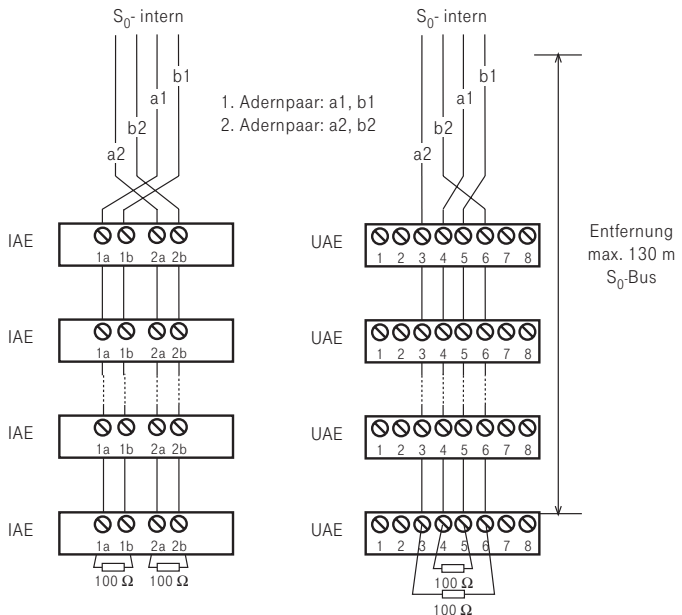 S₀- intern
S₀- intern
a2
b2
a1
b1
1. Adernpaar: a1, b1
2. Adernpaar: a2, b2
a2
b2
a1
b1
IAE
1a 1b 2a 2b
UAE
1 2 3 4 5 6 7 8
Entfernung
max. 130 m
S₀-Bus
IAE
1a 1b 2a 2b
UAE
1 2 3 4 5 6 7 8
IAE
1a 1b 2a 2b
UAE
1 2 3 4 5 6 7 8
IAE
1a 1b 2a 2b
UAE
1 2 3 4 5 6 7 8
100 Ω 100 Ω
100 Ω
100 Ω